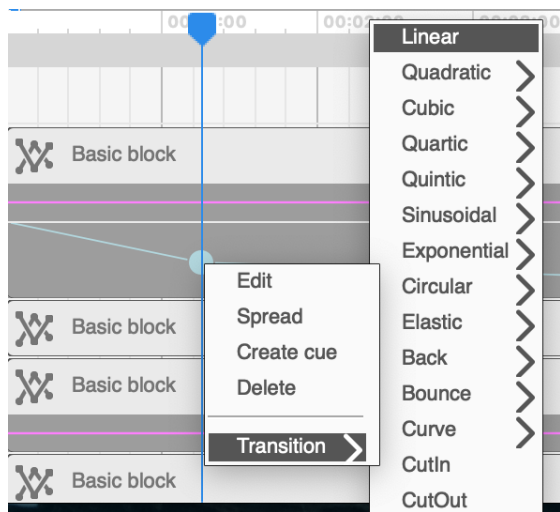 Linear
Quadratic
Cubic
Quartic
Quintic
Sinusoidal
Exponential
Circular
Elastic
Back
Bounce
Curve
CutIn
CutOut
Basic block
Edit
Spread
Create cue
Delete
Transition
Basic block
Basic block
Basic block